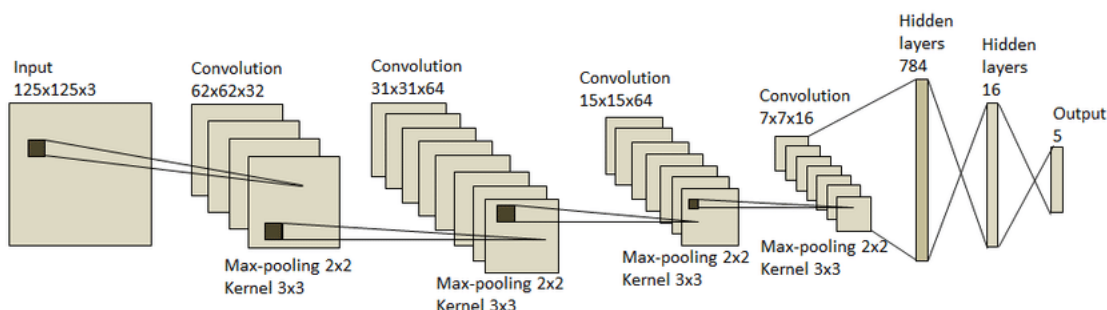 Input
125x125x3
Convolution
62x62x32
Max-pooling 2x2
Kernel 3x3
Convolution
31x31x64
Max-pooling 2x2
Kernel 3x3
Convolution
15x15x64
Max-pooling 2x2
Kernel 3x3
Convolution
7x7x16
Max-pooling 2x2
Kernel 3x3
Hidden
layers
784
Hidden
layers
16
Output
5